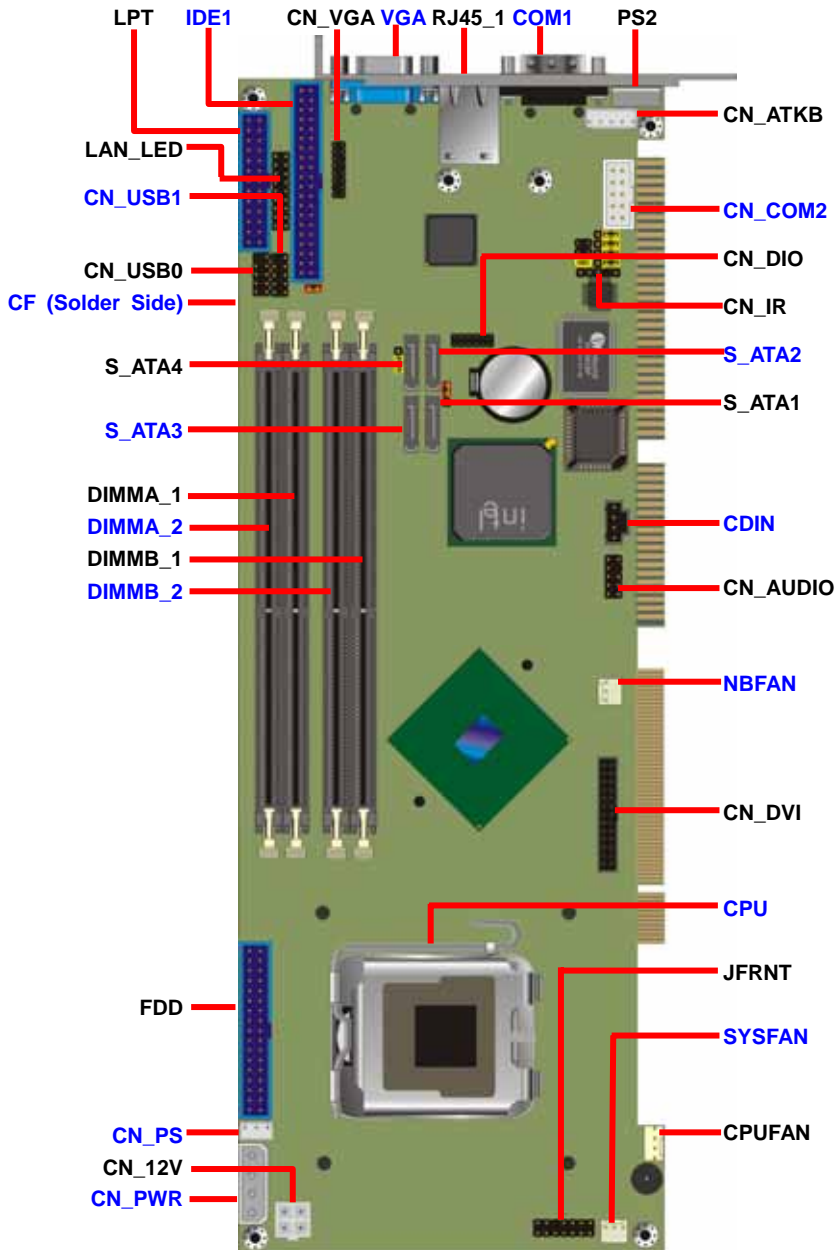 LPT IDE1 CN_VGA VGA RJ45_1 COM1 PS2
CN_ATKB
LAN_LED
CN_USB1
CN_COM2
CN_DIO
CN_USB0
CF (Solder Side)
CN_IR
S_ATA4
S_ATA2
S_ATA1
S_ATA3
DIMMA_1
DIMMA_2
CDIN
DIMMB_1
DIMMB_2
CN_AUDIO
NBFAN
CN_DVI
CPU
JFRNT
FDD
SYSFAN
CN_PS
CPUFAN
CN_12V
CN_PWR